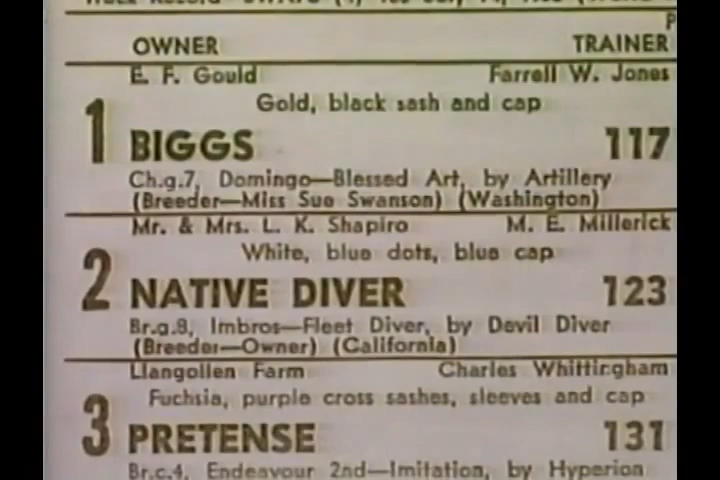 OWNER TRAINER
E. F. Gould Farrell W. Jones
Gold, black sash and cap
1 BIGGS 117
Ch.g.7, Domingo—Blessed Art, by Artillery
(Breeder—Miss Sue Swanson) (Washington)
Mr. & Mrs. L. K. Shapiro M. E. Millerick
White, blue dots, blue cap
2 NATIVE DIVER 123
Br.g.8, Imbros—Fleet Diver, by Devil Diver
(Breeder—Owner) (California)
Llangollen Farm Charles Whittingham
Fuchsia, purple cross sashes, sleeves and cap
3 PRETENSE 131
Br.c.4, Endeavour 2nd—Imitation, by Hyperion